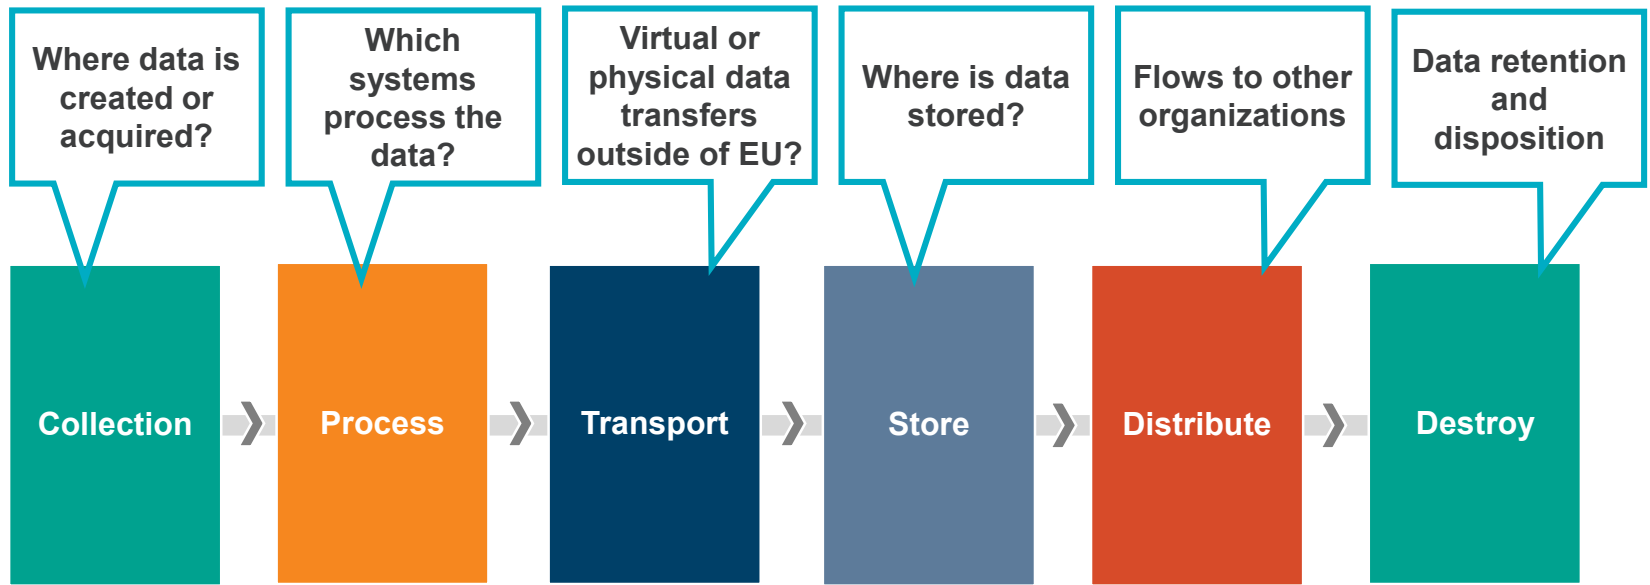 Where data is
created or
acquired?
Which
systems
process the
data?
Virtual or
physical data
transfers
outside of EU?
Where is data
stored?
Flows to other
organizations
Data retention
and
disposition
Collection
Process
Transport
Store
Distribute
Destroy